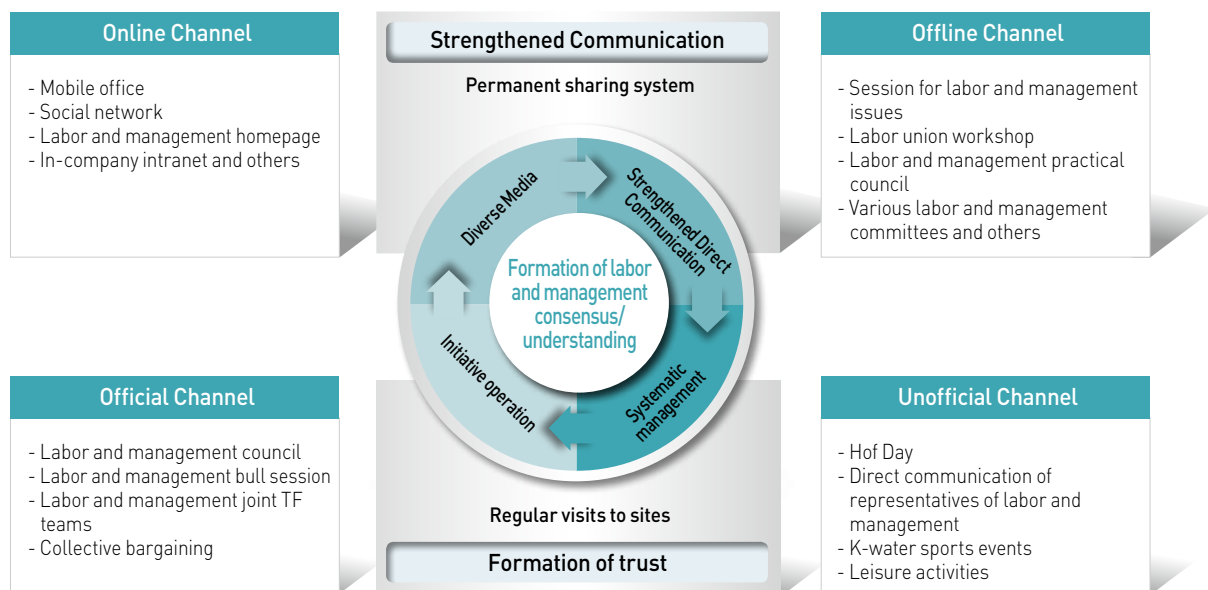 Online Channel
- Mobile office
- Social network
- Labor and management homepage
- In-company intranet and others
Strengthened Communication
Permanent sharing system
Offline Channel
- Session for labor and management
issues
- Labor union workshop
- Labor and management practical
council
- Various labor and management
committees and others
Diverse Media
Strengthened Direct
Communication
Formation of labor
and management
consensus/
understanding
Initiative operation
Systematic
management
Official Channel
- Labor and management council
- Labor and management bull session
- Labor and management joint TF
teams
- Collective bargaining
Regular visits to sites
Formation of trust
Unofficial Channel
- Hof Day
- Direct communication of
representatives of labor and
management
- K-water sports events
- Leisure activities